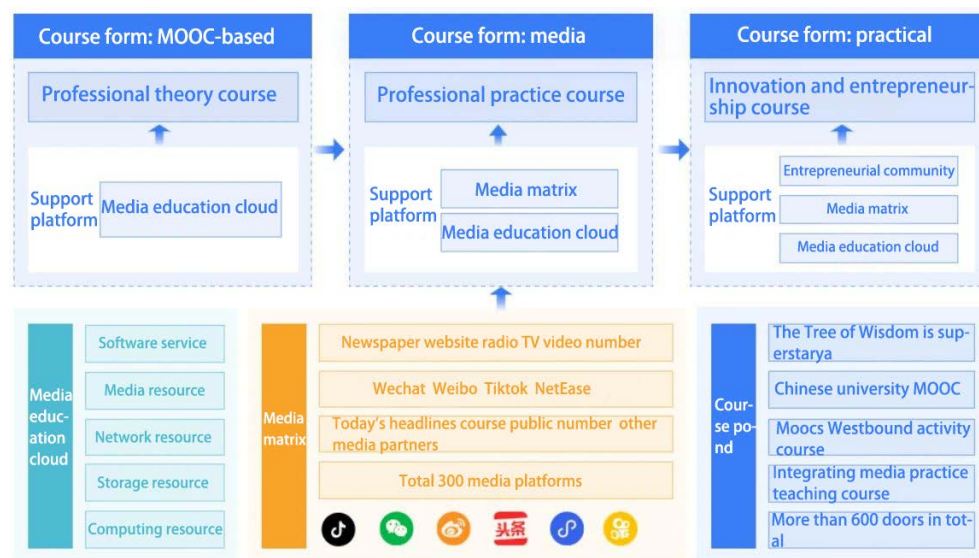 Course form: MOOC-based
Professional theory course
Support
platform
Media education cloud
Course form: media
Professional practice course
Support
platform
Media matrix
Media education cloud
Course form: practical
Innovation and entrepreneur-
ship course
Support
platform
Entrepreneurial community
Media matrix
Media education cloud
Media
educ-
ation
cloud
Software service
Media resource
Network resource
Storage resource
Computing resource
Media
matrix
Newspaper website radio TV video number
Wechat Weibo Tiktok NetEase
Today's headlines course public number other
media partners
Total 300 media platforms
头条
Cour-
se po-
nd
The Tree of Wisdom is sup-
erstarya
Chinese university MOOC
Moocs Westbound activity
course
Integrating media practice
teaching course
More than 600 doors in tot-
al